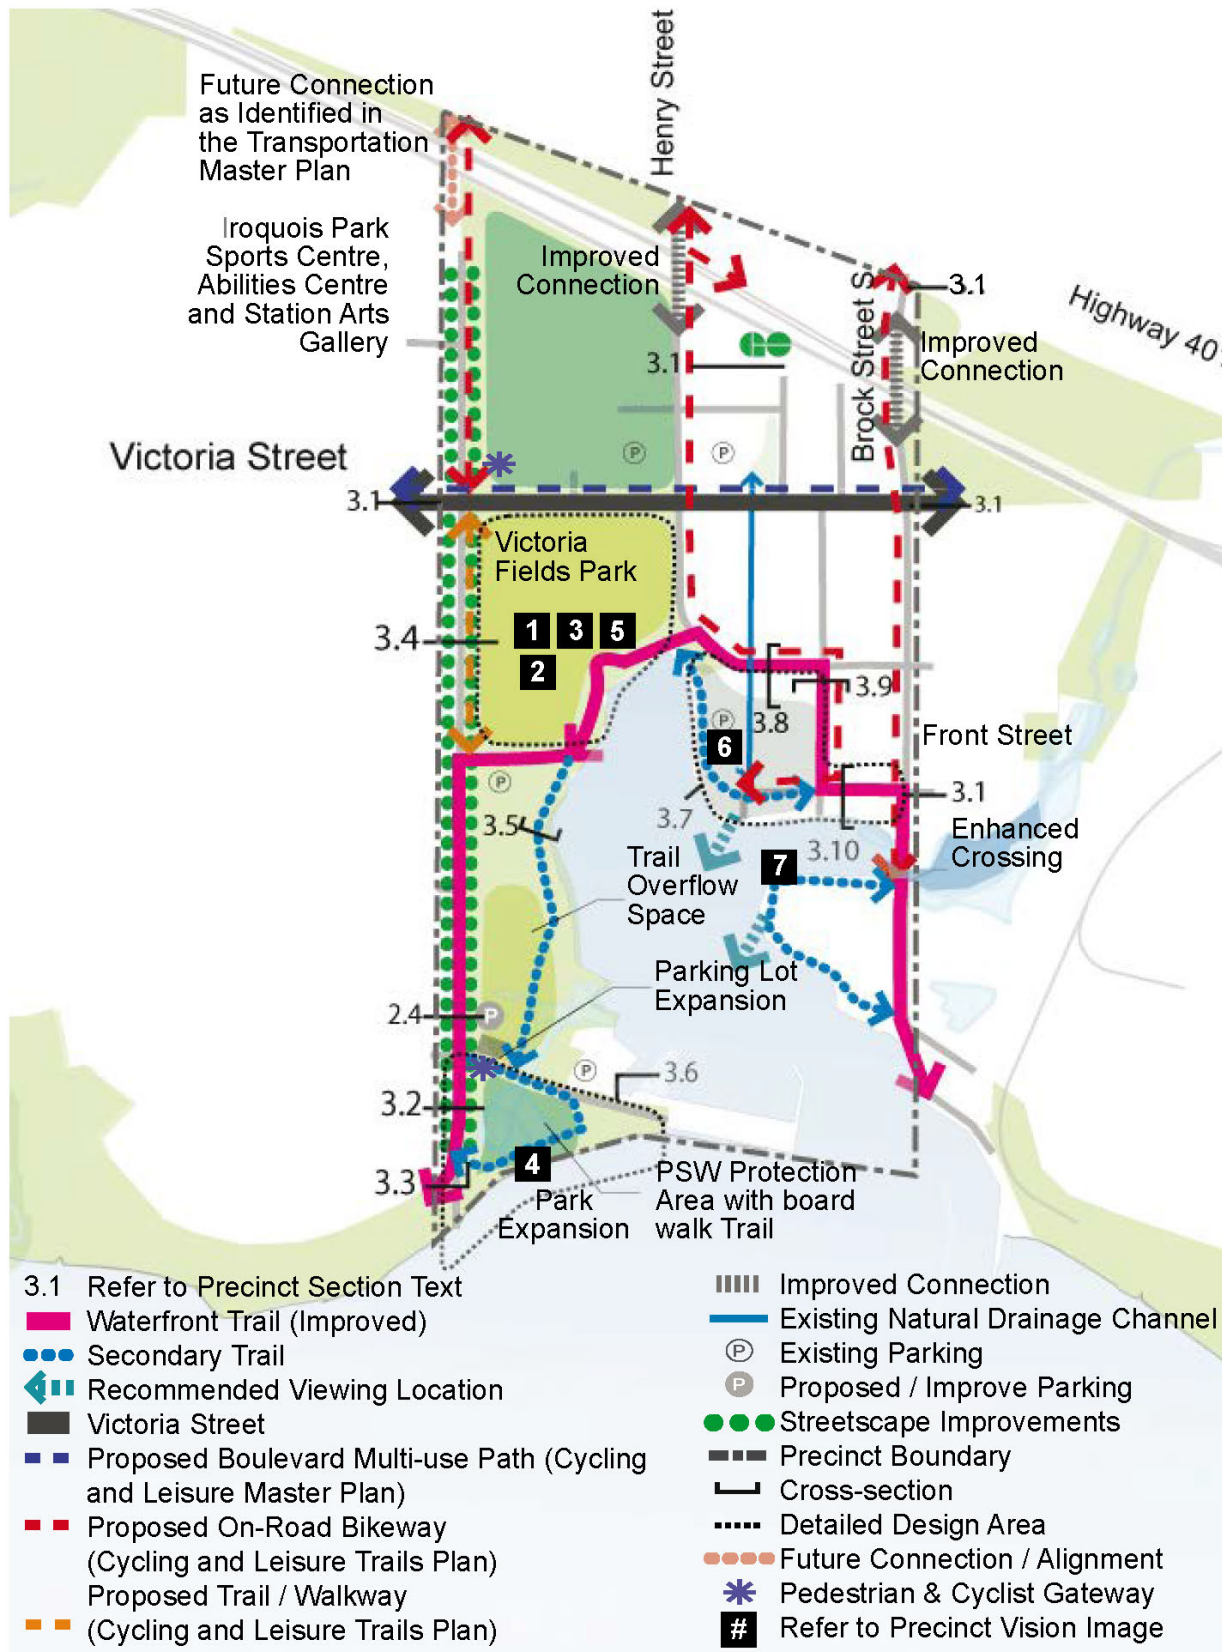 Henry Street
Future Connection
as Identified in
the Transportation
Master Plan
Iroquois Park
Sports Centre,
Abilities Centre
and Station Arts
Gallery
Improved
Connection
Brock Street S
3.1
Highway 401
Improved
Connection
3.1
GO
Victoria Street
P
P
3.1
3.1
Victoria
Fields Park
1 3 5
2
3.4
3.9
3.8
P
6
Front Street
P
3.1
3.7
3.5
3.10
Enhanced
Crossing
Trail
Overflow
Space
7
Parking Lot
Expansion
2.4
P
P
3.6
3.2
4
3.3
Park
Expansion
PSW Protection
Area with board
walk Trail
3.1 Refer to Precinct Section Text
Waterfront Trail (Improved)
Secondary Trail
Recommended Viewing Location
Victoria Street
Proposed Boulevard Multi-use Path (Cycling
and Leisure Master Plan)
Proposed On-Road Bikeway
(Cycling and Leisure Trails Plan)
Proposed Trail / Walkway
(Cycling and Leisure Trails Plan)
Improved Connection
Existing Natural Drainage Channel
P Existing Parking
P Proposed / Improve Parking
Streetscape Improvements
Precinct Boundary
Cross-section
Detailed Design Area
Future Connection / Alignment
Pedestrian & Cyclist Gateway
# Refer to Precinct Vision Image